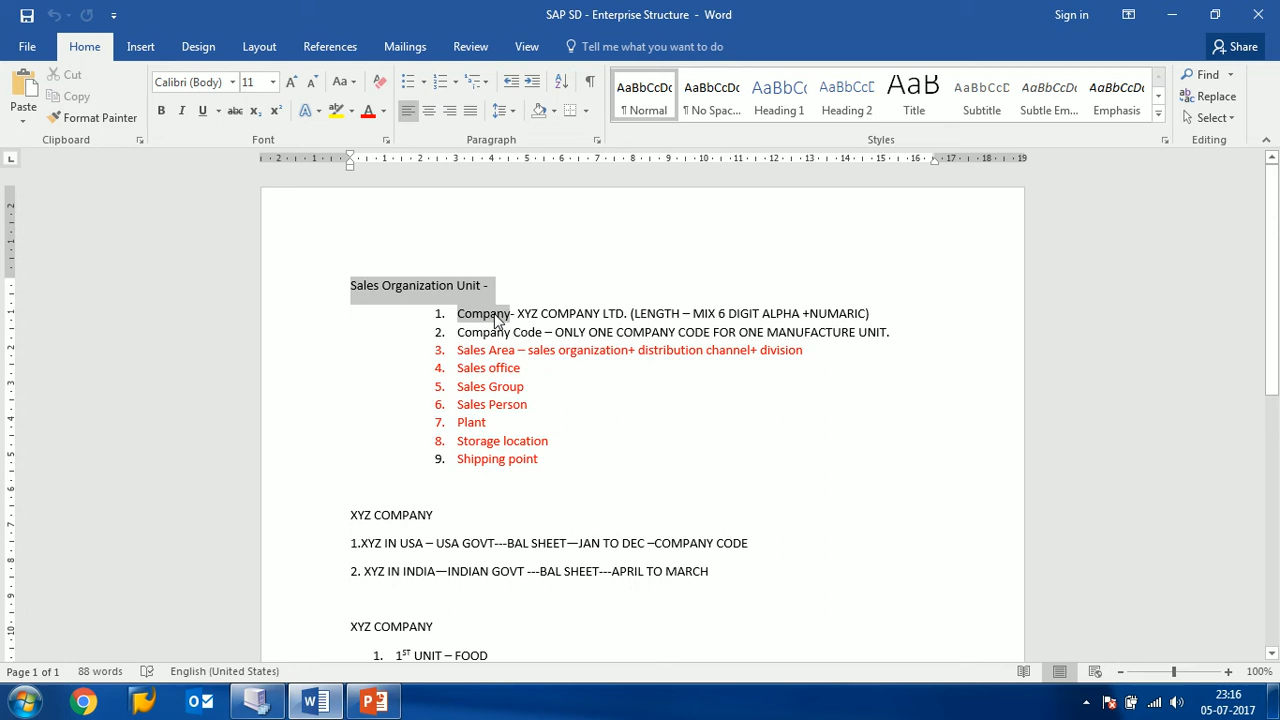 SAP SD - Enterprise Structure - Word
Sign in
File Home Insert Design Layout References Mailings Review View Tell me what you want to do Share
Paste
Cut
Copy
Format Painter
Clipboard
Calibri (Body) 11
Font
Paragraph
AaBbCcDc AaBbCcDc AaBbC( AaBbCcE AaB AaBbCcD AaBbCcDc AaBbCcDc
¶ Normal ¶ No Spac... Heading 1 Heading 2 Title Subtitle Subtle Em... Emphasis
Styles
Find
Replace
Select
Editing
Sales Organization Unit -
1. Company- XYZ COMPANY LTD. (LENGTH – MIX 6 DIGIT ALPHA +NUMARIC)
2. Company Code – ONLY ONE COMPANY CODE FOR ONE MANUFACTURE UNIT.
3. Sales Area – sales organization+ distribution channel+ division
4. Sales office
5. Sales Group
6. Sales Person
7. Plant
8. Storage location
9. Shipping point
XYZ COMPANY
1.XYZ IN USA – USA GOVT---BAL SHEET—JAN TO DEC –COMPANY CODE
2. XYZ IN INDIA—INDIAN GOVT ---BAL SHEET---APRIL TO MARCH
XYZ COMPANY
1. 1ST UNIT – FOOD
Page 1 of 1 88 words English (United States) 100%
23:16
05-07-2017